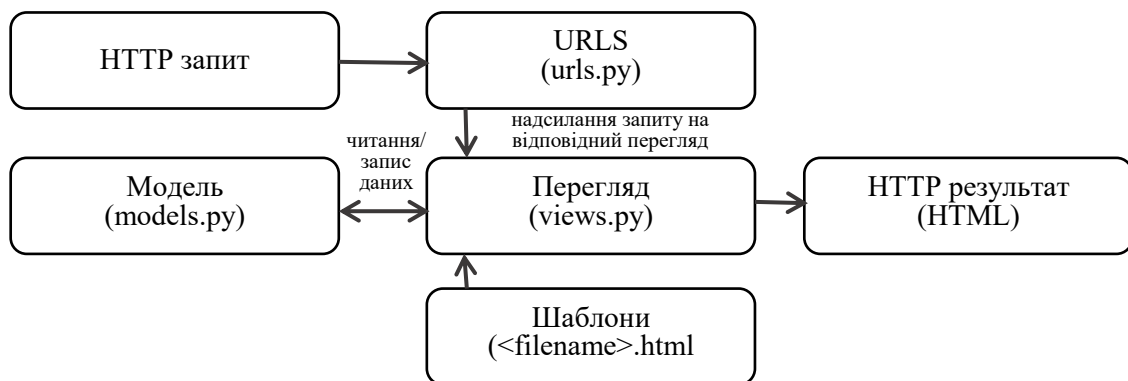 HTTP запит
URLS
(urls.py)
надсилання запиту на
відповідний перегляд
читання/
запис
даних
Модель
(models.py)
Перегляд
(views.py)
HTTP результат
(HTML)
Шаблони
(<filename>.html